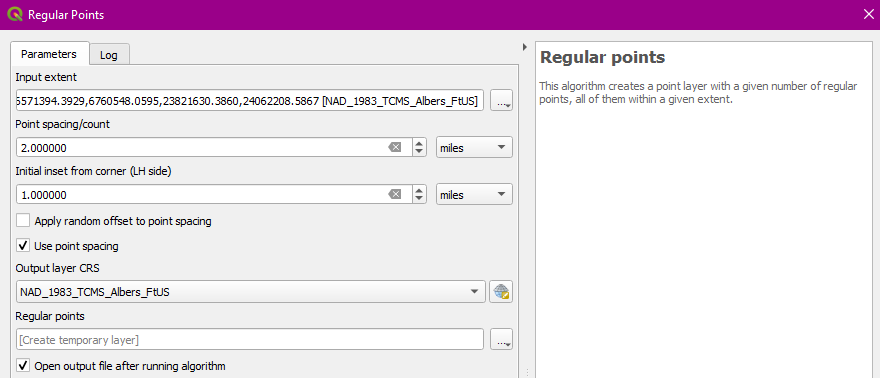 Regular Points
Parameters
Log
Input extent
5571394.3929,6760548.0595,23821630.3860,24062208.5867 [NAD_1983_TCMS_Albers_FtUS]
...
Point spacing/count
2.000000
miles
Initial inset from corner (LH side)
1.000000
miles
Apply random offset to point spacing
Use point spacing
Output layer CRS
NAD_1983_TCMS_Albers_FtUS
Regular points
[Create temporary layer]
...
Open output file after running algorithm
Regular points
This algorithm creates a point layer with a given number of regular
points, all of them within a given extent.